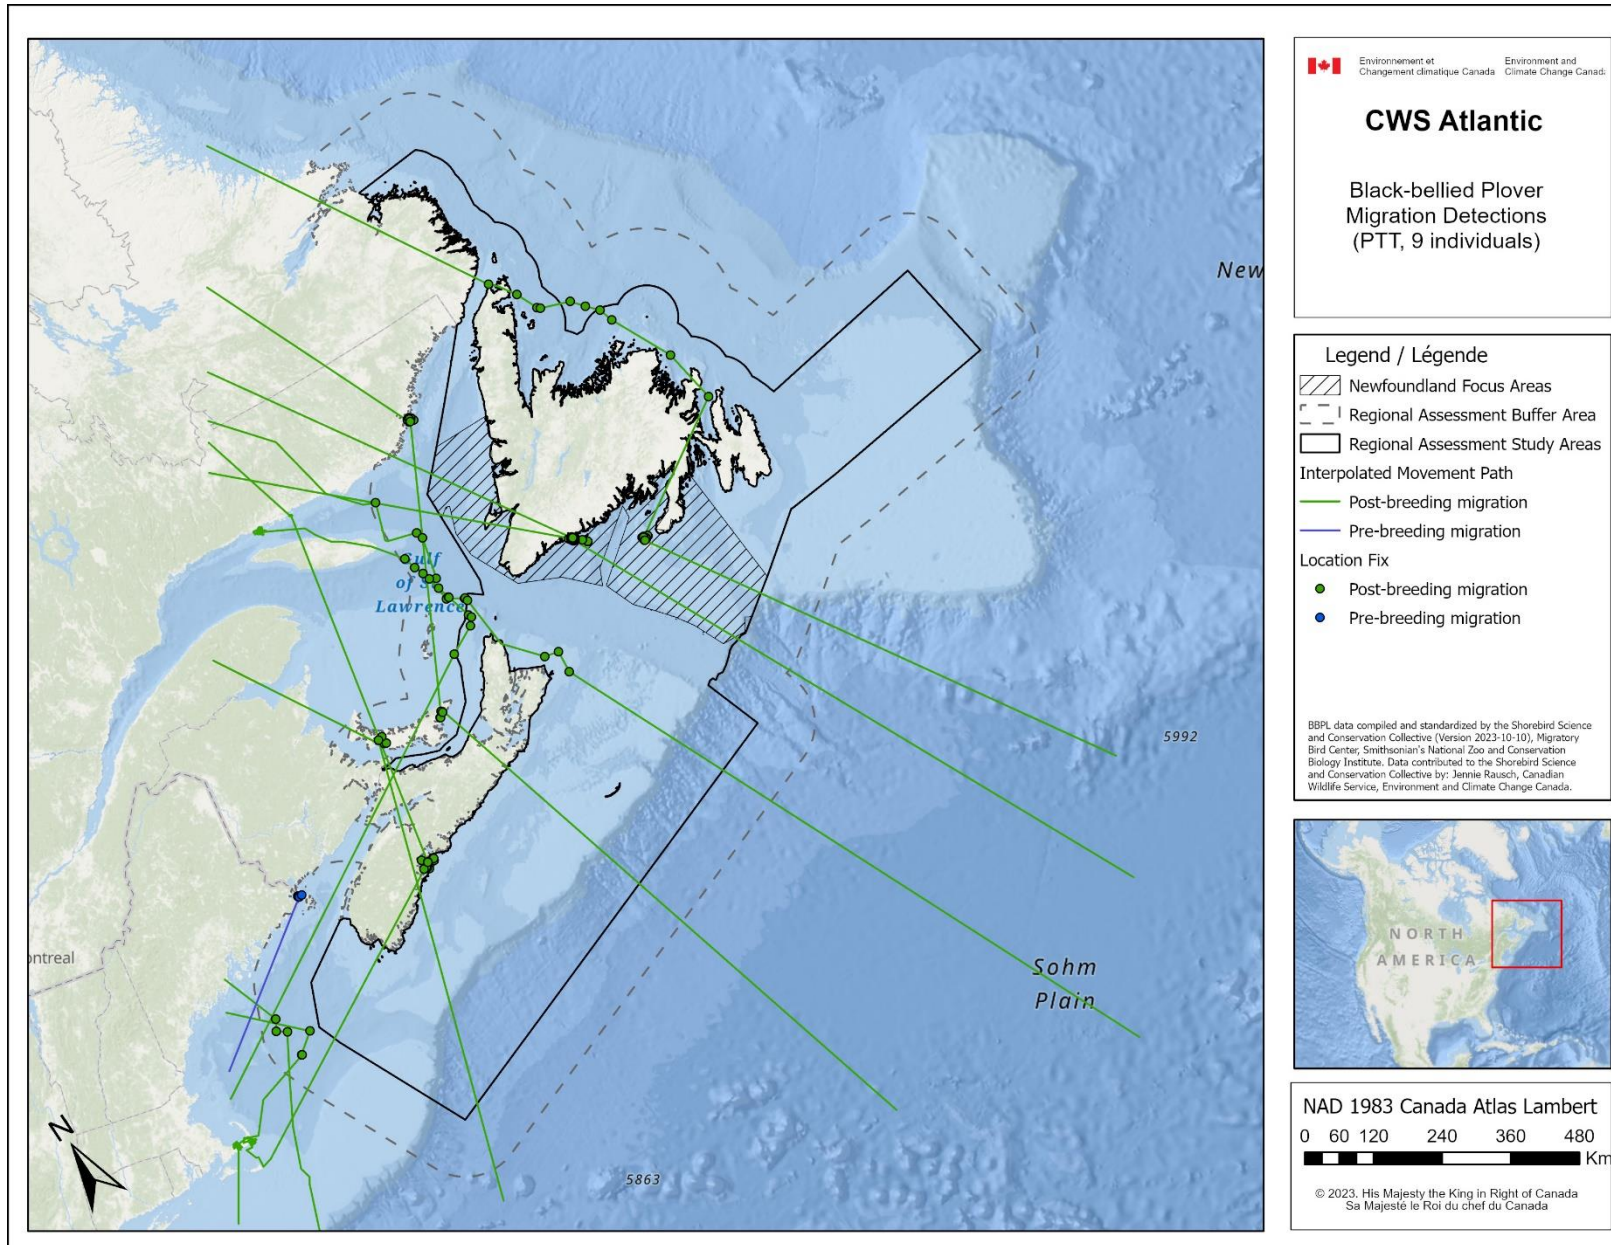 New
Gulf
of St
Lawrence
5992
ontreal
Sohm
Plain
5863
N
Environnement et
Changement climatique Canada
Environment and
Climate Change Canada
CWS Atlantic
Black-bellied Plover
Migration Detections
(PTT, 9 individuals)
Legend / Légende
Newfoundland Focus Areas
Regional Assessment Buffer Area
Regional Assessment Study Areas
Interpolated Movement Path
Post-breeding migration
Pre-breeding migration
Location Fix
Post-breeding migration
Pre-breeding migration
BBPL data compiled and standardized by the Shorebird Science
and Conservation Collective (Version 2023-10-10), Migratory
Bird Center, Smithsonian's National Zoo and Conservation
Biology Institute. Data contributed to the Shorebird Science
and Conservation Collective by: Jennie Rausch, Canadian
Wildlife Service, Environment and Climate Change Canada.
NORTH
AMERICA
NAD 1983 Canada Atlas Lambert
0 60 120 240 360 480
Km
© 2023. His Majesty the King in Right of Canada
Sa Majesté le Roi du chef du Canada